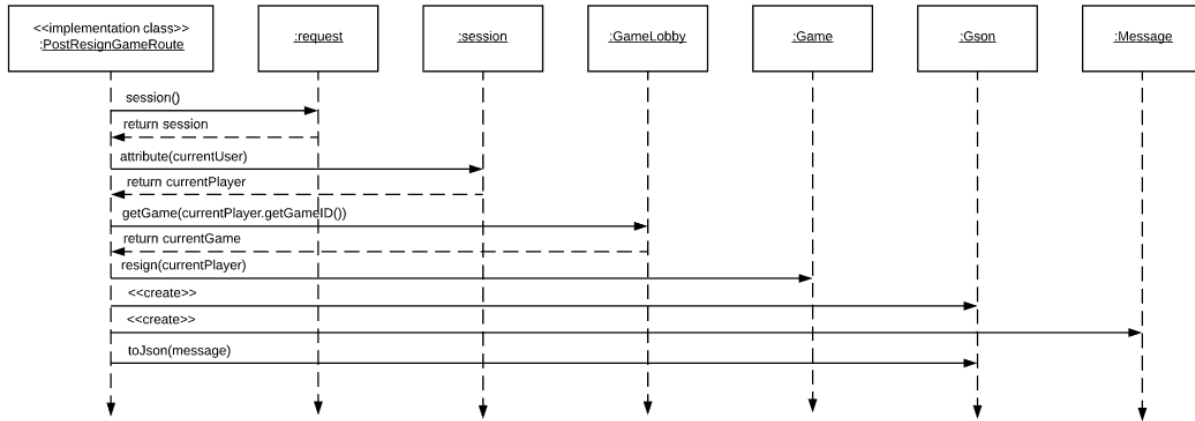 <<implementation class>>
:PostResignGameRoute
:request
:session
:GameLobby
:Game
:Gson
:Message
session()
return session
attribute(currentUser)
return currentPlayer
getGame(currentPlayer.getGameID())
return currentGame
resign(currentPlayer)
<<create>>
<<create>>
toJson(message)